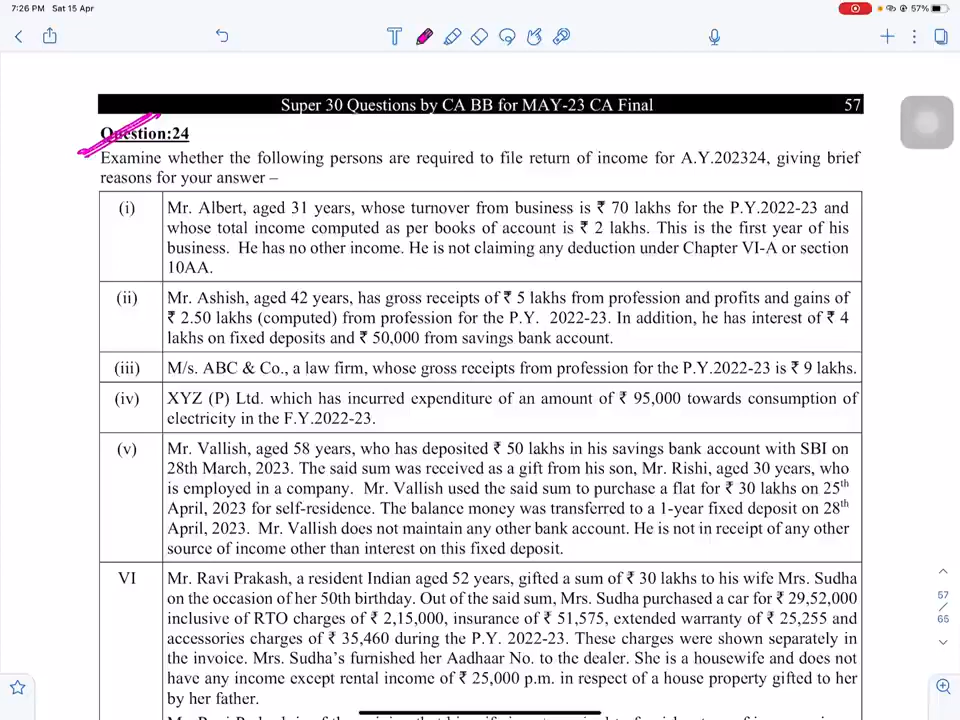 7:26 PM Sat 15 Apr
57%
Super 30 Questions by CA BB for MAY-23 CA Final 57
Question:24
Examine whether the following persons are required to file return of income for A.Y.202324, giving brief
reasons for your answer –
(i) Mr. Albert, aged 31 years, whose turnover from business is ₹ 70 lakhs for the P.Y.2022-23 and
whose total income computed as per books of account is ₹ 2 lakhs. This is the first year of his
business. He has no other income. He is not claiming any deduction under Chapter VI-A or section
10AA.
(ii) Mr. Ashish, aged 42 years, has gross receipts of ₹ 5 lakhs from profession and profits and gains of
₹ 2.50 lakhs (computed) from profession for the P.Y. 2022-23. In addition, he has interest of ₹ 4
lakhs on fixed deposits and ₹ 50,000 from savings bank account.
(iii) M/s. ABC & Co., a law firm, whose gross receipts from profession for the P.Y.2022-23 is ₹ 9 lakhs.
(iv) XYZ (P) Ltd. which has incurred expenditure of an amount of ₹ 95,000 towards consumption of
electricity in the F.Y.2022-23.
(v) Mr. Vallish, aged 58 years, who has deposited ₹ 50 lakhs in his savings bank account with SBI on
28th March, 2023. The said sum was received as a gift from his son, Mr. Rishi, aged 30 years, who
is employed in a company. Mr. Vallish used the said sum to purchase a flat for ₹ 30 lakhs on 25th
April, 2023 for self-residence. The balance money was transferred to a 1-year fixed deposit on 28th
April, 2023. Mr. Vallish does not maintain any other bank account. He is not in receipt of any other
source of income other than interest on this fixed deposit.
VI Mr. Ravi Prakash, a resident Indian aged 52 years, gifted a sum of ₹ 30 lakhs to his wife Mrs. Sudha
on the occasion of her 50th birthday. Out of the said sum, Mrs. Sudha purchased a car for ₹ 29,52,000
inclusive of RTO charges of ₹ 2,15,000, insurance of ₹ 51,575, extended warranty of ₹ 25,255 and
accessories charges of ₹ 35,460 during the P.Y. 2022-23. These charges were shown separately in
the invoice. Mrs. Sudha's furnished her Aadhaar No. to the dealer. She is a housewife and does not
have any income except rental income of ₹ 25,000 p.m. in respect of a house property gifted to her
by her father.
57
/
66